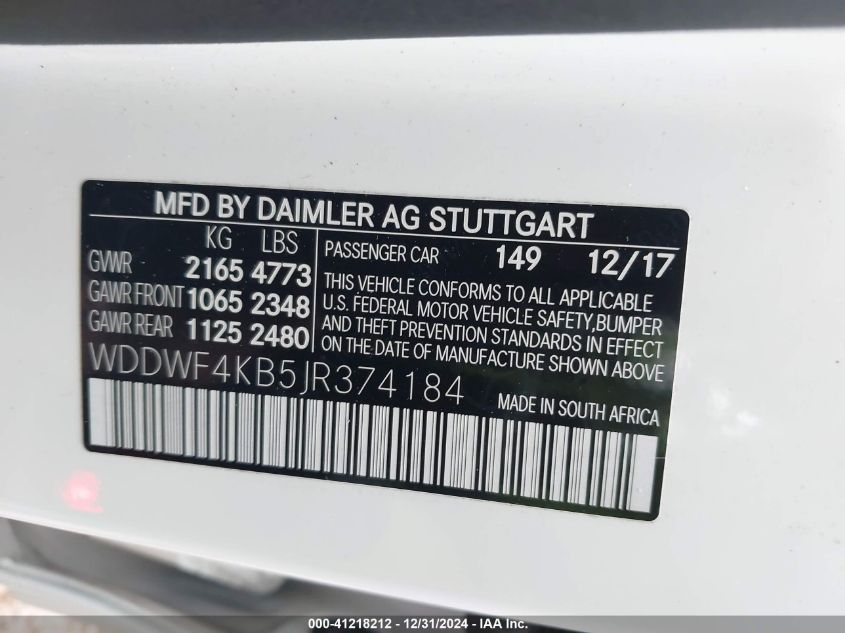 MFD BY DAIMLER AG STUTTGART
KG LBS
GVWR 2165 4773
GAWR FRONT 1065 2348
GAWR REAR 1125 2480
PASSENGER CAR 149 12/17
THIS VEHICLE CONFORMS TO ALL APPLICABLE
U.S. FEDERAL MOTOR VEHICLE SAFETY,BUMPER
AND THEFT PREVENTION STANDARDS IN EFFECT
ON THE DATE OF MANUFACTURE SHOWN ABOVE
WDDWF4KB5JR374184
MADE IN SOUTH AFRICA
000-41218212 - 12/31/2024 - IAA Inc.